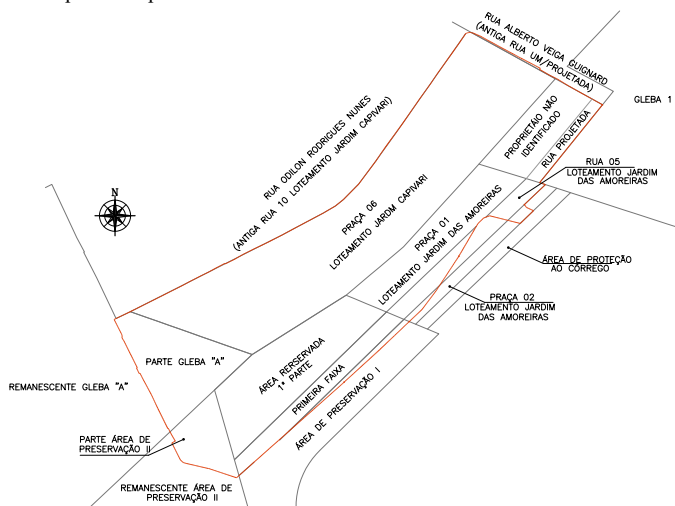 RUA ALBERTO VEIGA GUIGNARD
(ANTIGA RUA UM/PROJETADA)
GLEBA 1
PROPRIETÁIO NÃO
IDENTIFICADO
RUA PROJETADA
RUA ODILON RODRIGUES NUNES
(ANTIGA RUA 10 LOTEAMENTO JARDIM CAPIVARI)
RUA 05
LOTEAMENTO JARDIM
DAS AMOREIRAS
N
PRAÇA 06
LOTEAMENTO JARDM CAPIVARI
PRAÇA 01
LOTEAMENTO JARDIM DAS AMOREIRAS
ÁREA DE PROTEÇÃO
AO CÓRREGO
PRAÇA 02
LOTEAMENTO JARDIM
DAS AMOREIRAS
PARTE GLEBA "A"
REMANESCENTE GLEBA "A"
ÁREA RERSERVADA
1ª PARTE
PRIMEIRA FAIXA
ÁREA DE PRESERVAÇÃO I
PARTE ÁREA DE
PRESERVAÇÃO II
REMANESCENTE ÁREA DE
PRESERVAÇÃO II